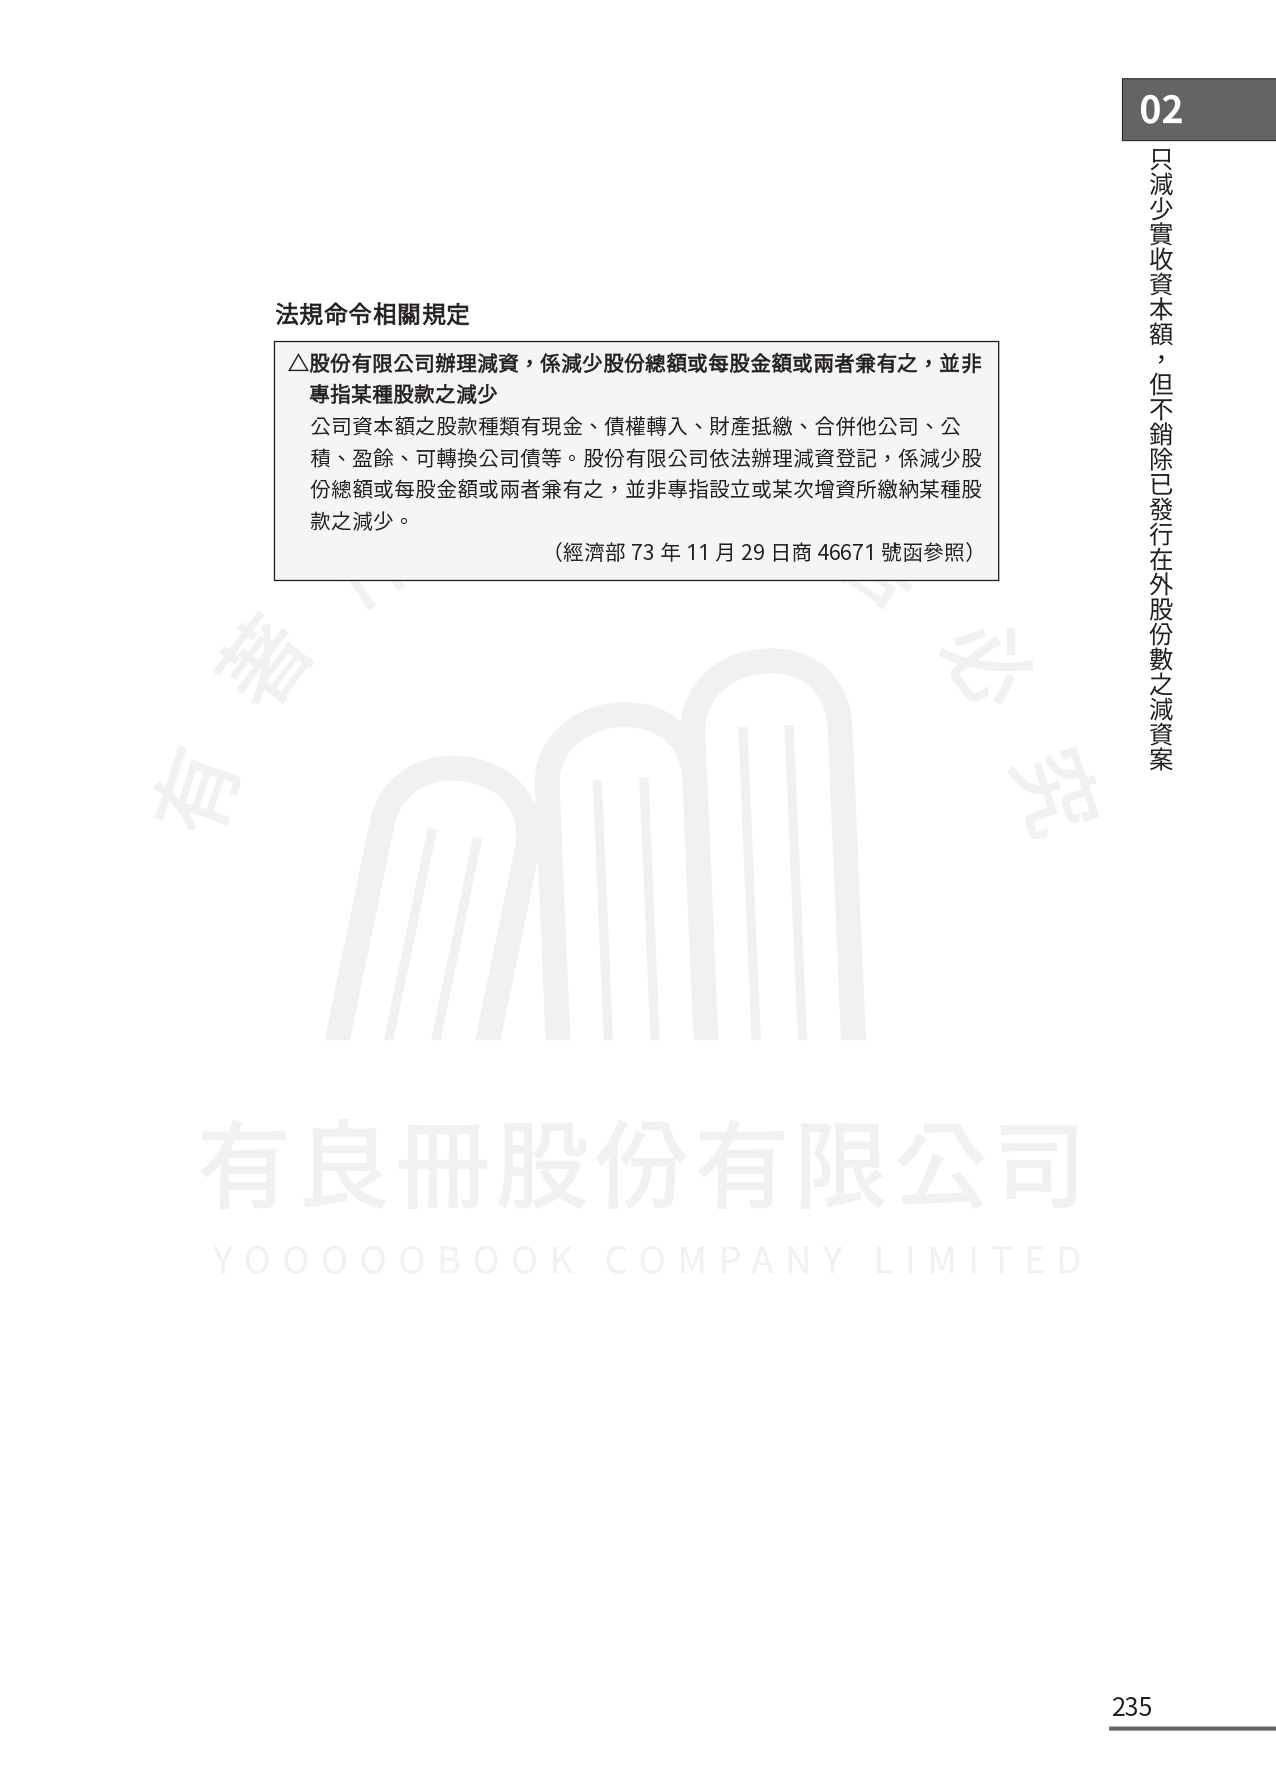 02
只減少實收資本額，但不銷除已發行在外股份數之減資案
法規命令相關規定
△股份有限公司辦理減資，係減少股份總額或每股金額或兩者兼有之，並非
專指某種股款之減少
公司資本額之股款種類有現金、債權轉入、財產抵繳、合併他公司、公
積、盈餘、可轉換公司債等。股份有限公司依法辦理減資登記，係減少股
份總額或每股金額或兩者兼有之，並非專指設立或某次增資所繳納某種股
款之減少。
（經濟部 73 年 11 月 29 日商 46671 號函參照）
有著必究
有良冊股份有限公司
YOOOOOBOOK COMPANY LIMITED
235